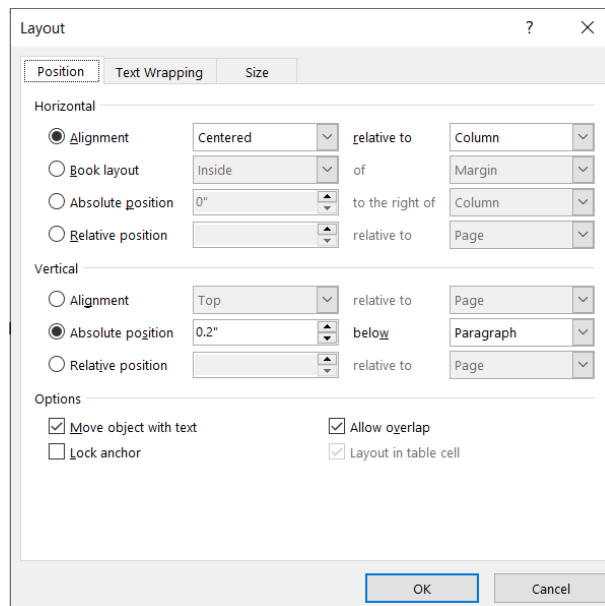 Layout ?
Position Text Wrapping Size
Horizontal
Alignment Centered relative to Column
Book layout Inside of Margin
Absolute position 0" to the right of Column
Relative position relative to Page
Vertical
Alignment Top relative to Page
Absolute position 0.2" below Paragraph
Relative position relative to Page
Options
Move object with text Allow overlap
Lock anchor Layout in table cell
OK Cancel